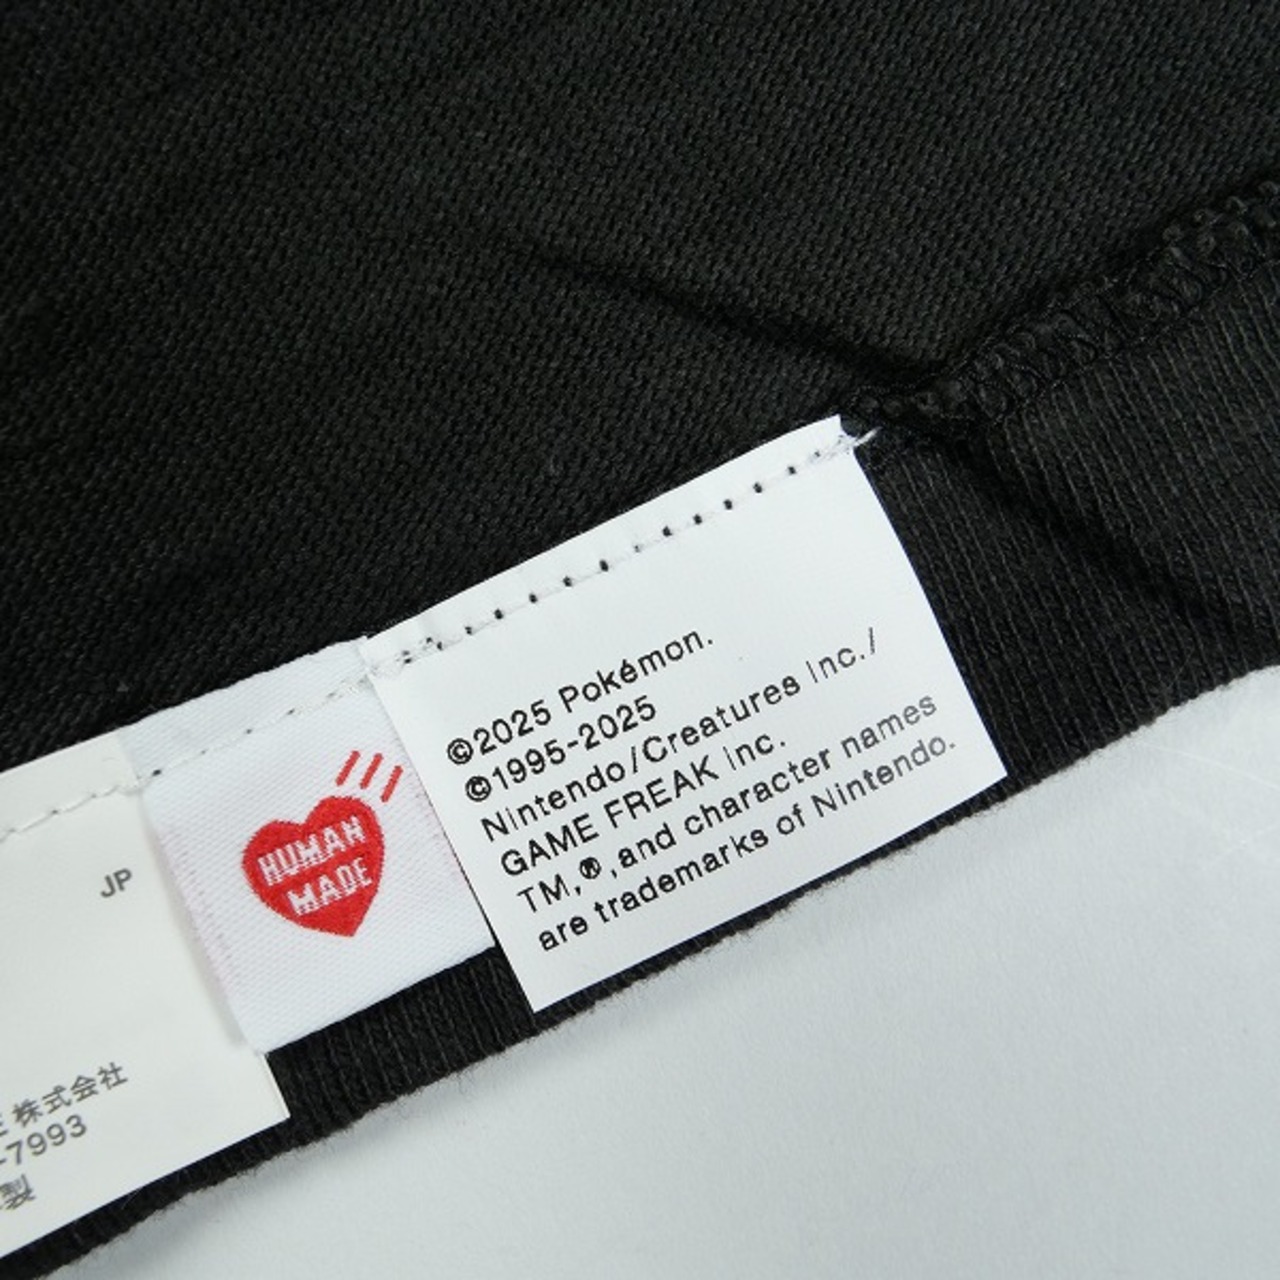 ©2025 Pokémon.
©1995-2025
Nintendo/Creatures Inc./
GAME FREAK inc.
TM,®,and character names
are trademarks of Nintendo.
HUMAN
MADE
JP
株式会社
-7993
製